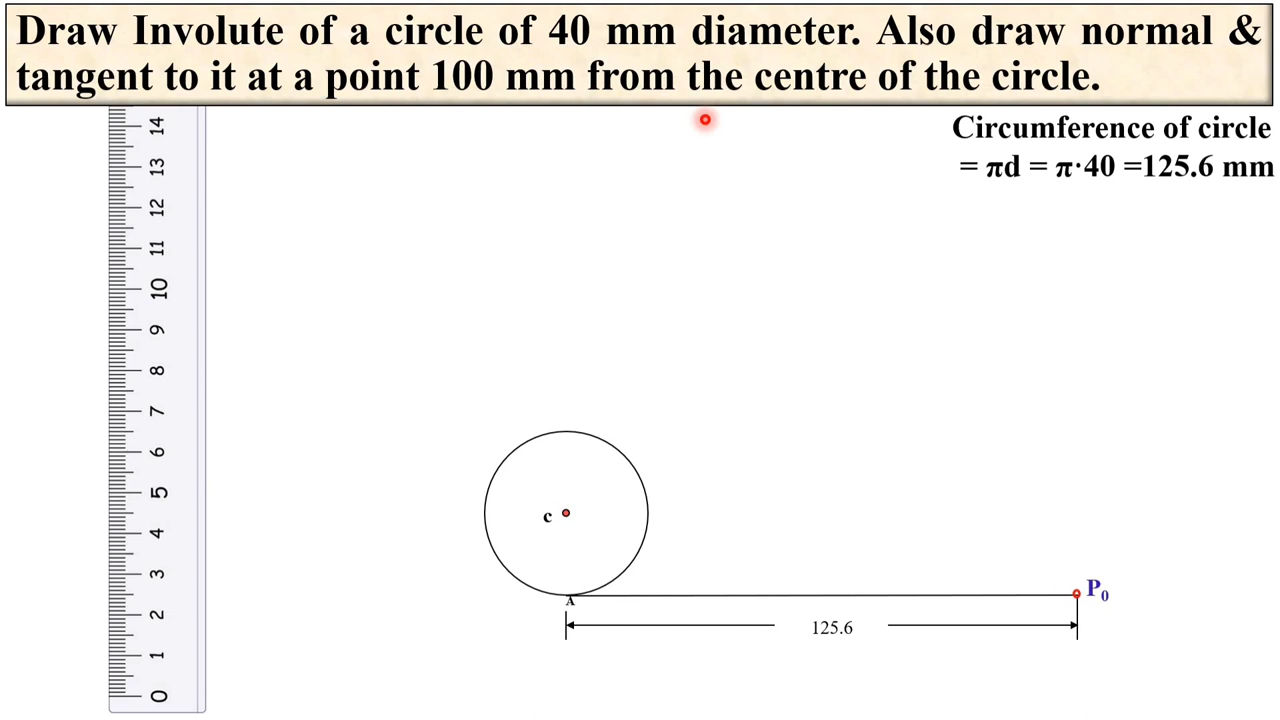 Draw Involute of a circle of 40 mm diameter. Also draw normal &
tangent to it at a point 100 mm from the centre of the circle.
Circumference of circle
= πd = π·40 =125.6 mm
14
13
12
11
10
9
8
7
6
5
4
3
2
1
0
c
A
P₀
125.6